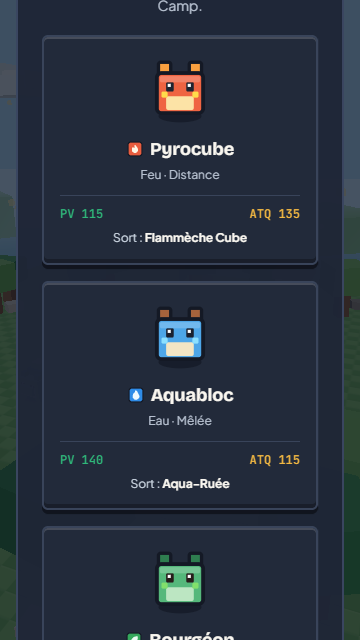 Camp.
Pyrocube
Feu · Distance
PV 115 ATQ 135
Sort : Flammèche Cube
Aquabloc
Eau · Mêlée
PV 140 ATQ 115
Sort : Aqua-Ruée
Bourgéon